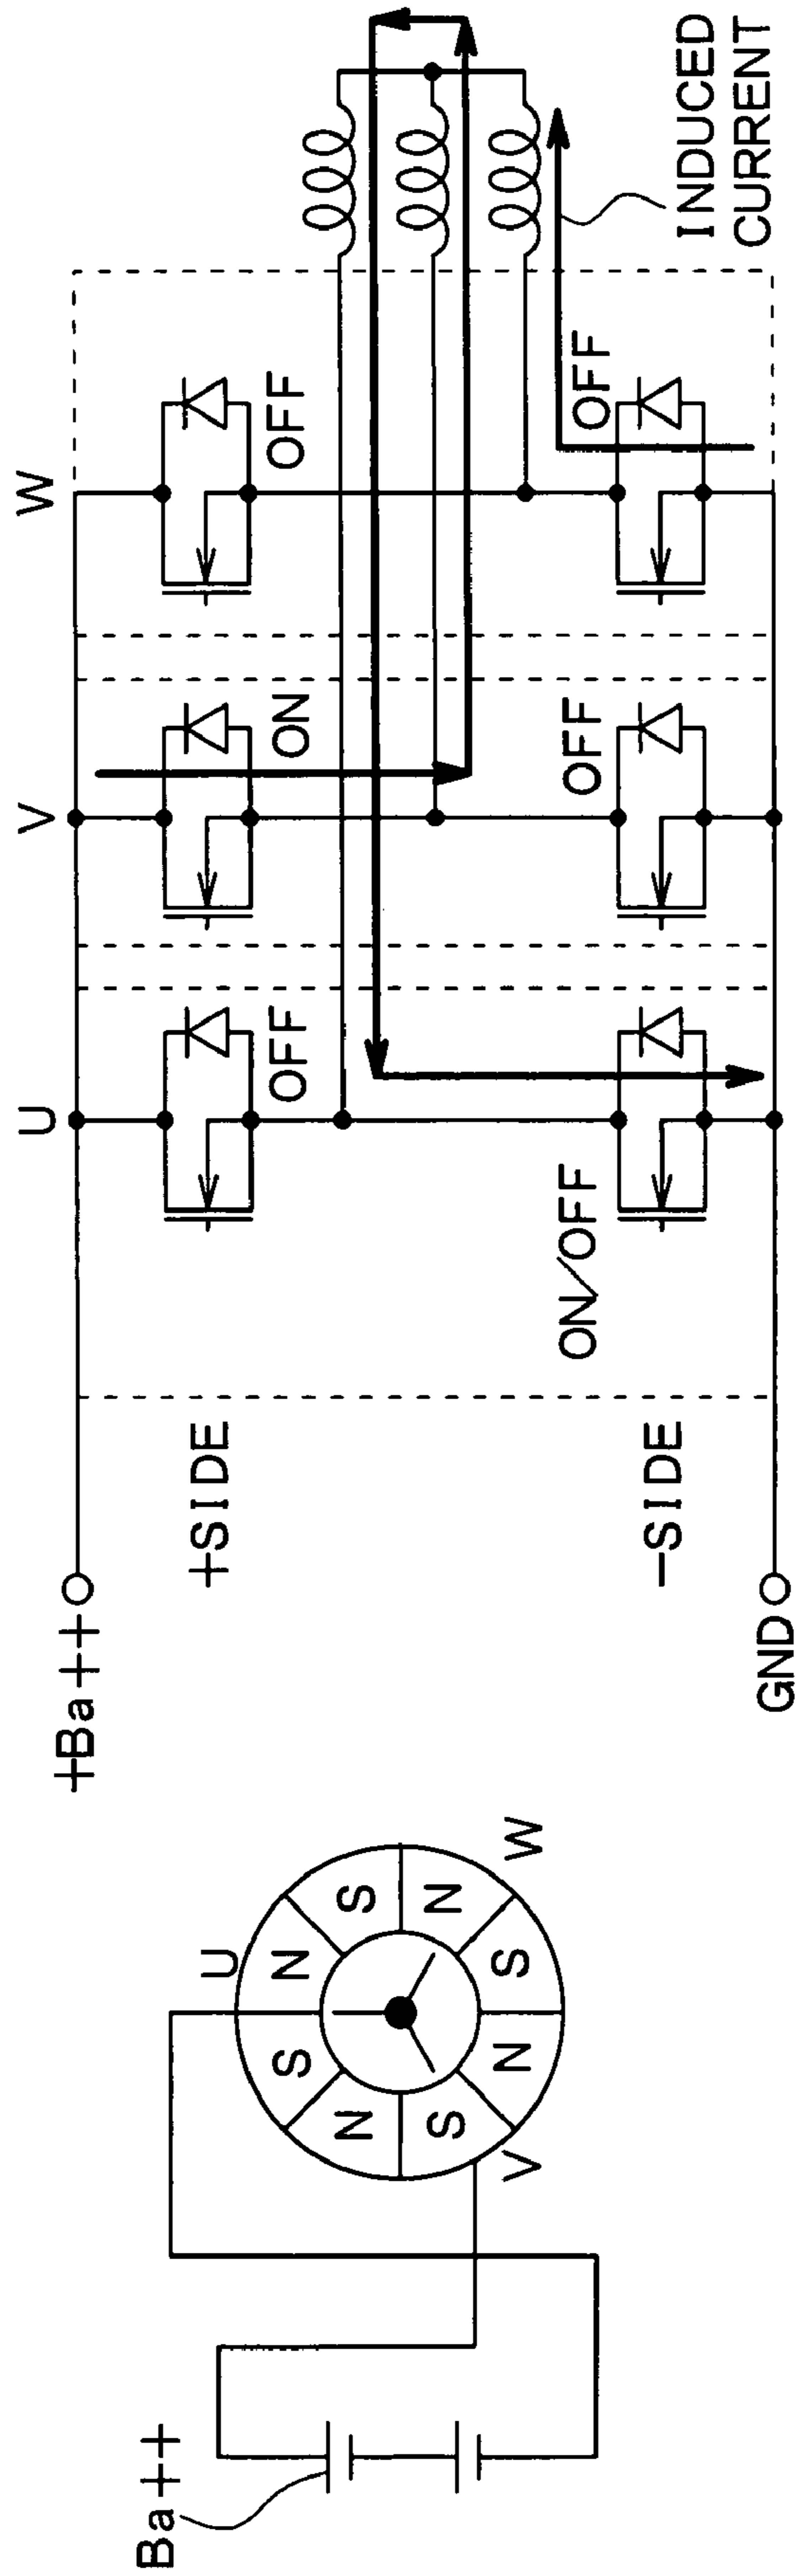 Ba++
U
S
N
S
N
N
S
N
S
V
W
+Ba++
GND
+SIDE
-SIDE
U
V
W
OFF
ON
OFF
ON/OFF
OFF
OFF
INDUCED
CURRENT